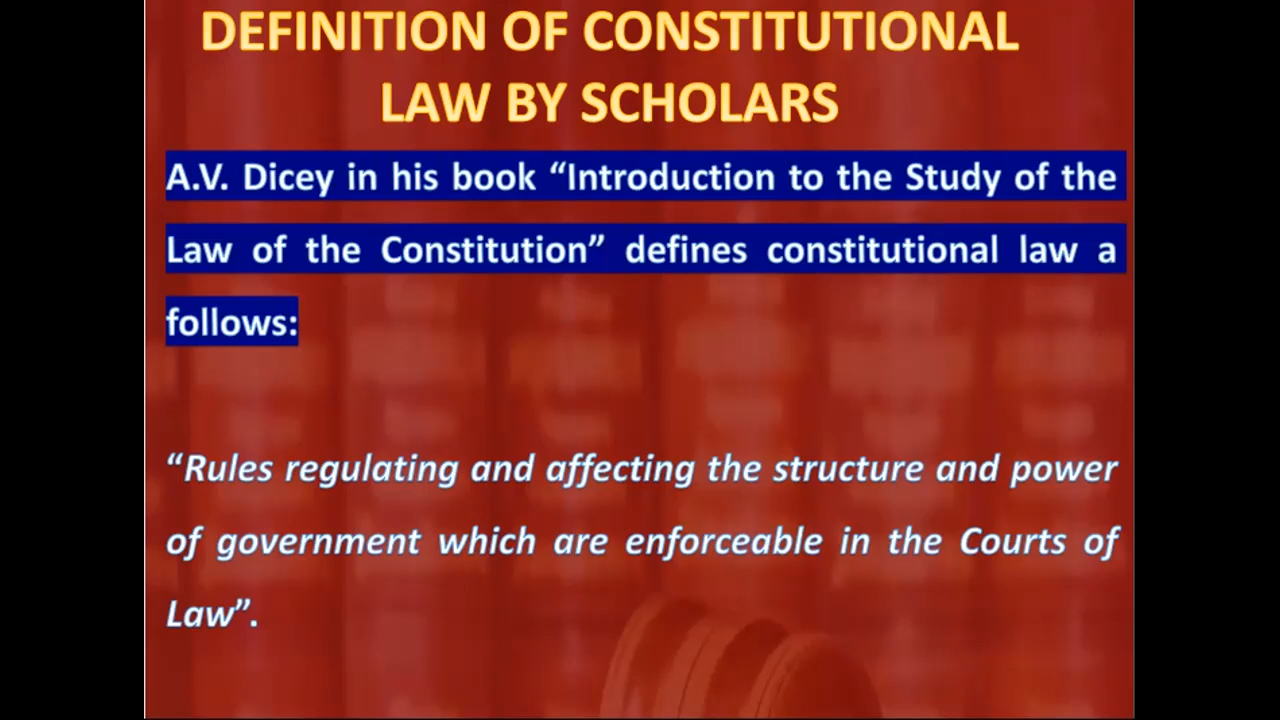 DEFINITION OF CONSTITUTIONAL
LAW BY SCHOLARS
A.V. Dicey in his book “Introduction to the Study of the
Law of the Constitution” defines constitutional law a
follows:
“Rules regulating and affecting the structure and power
of government which are enforceable in the Courts of
Law”.